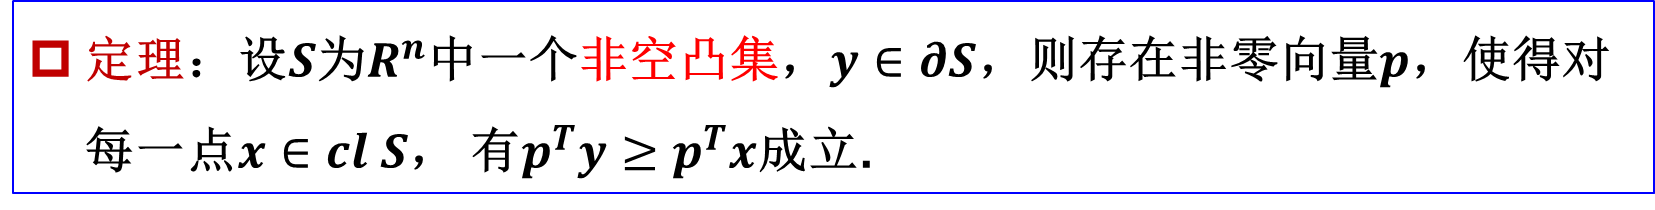 定理：设S为Rⁿ中一个非空凸集，y ∈ ∂S，则存在非零向量p，使得对
每一点x ∈ cl S， 有pᵀy ≥ pᵀx成立.